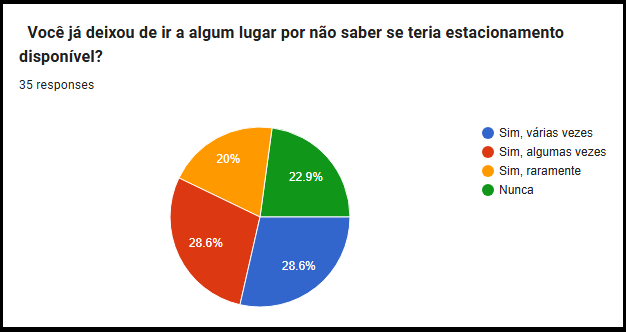 Você já deixou de ir a algum lugar por não saber se teria estacionamento
disponível?
35 responses
Sim, várias vezes
Sim, algumas vezes
Sim, raramente
Nunca
20%
22.9%
28.6%
28.6%